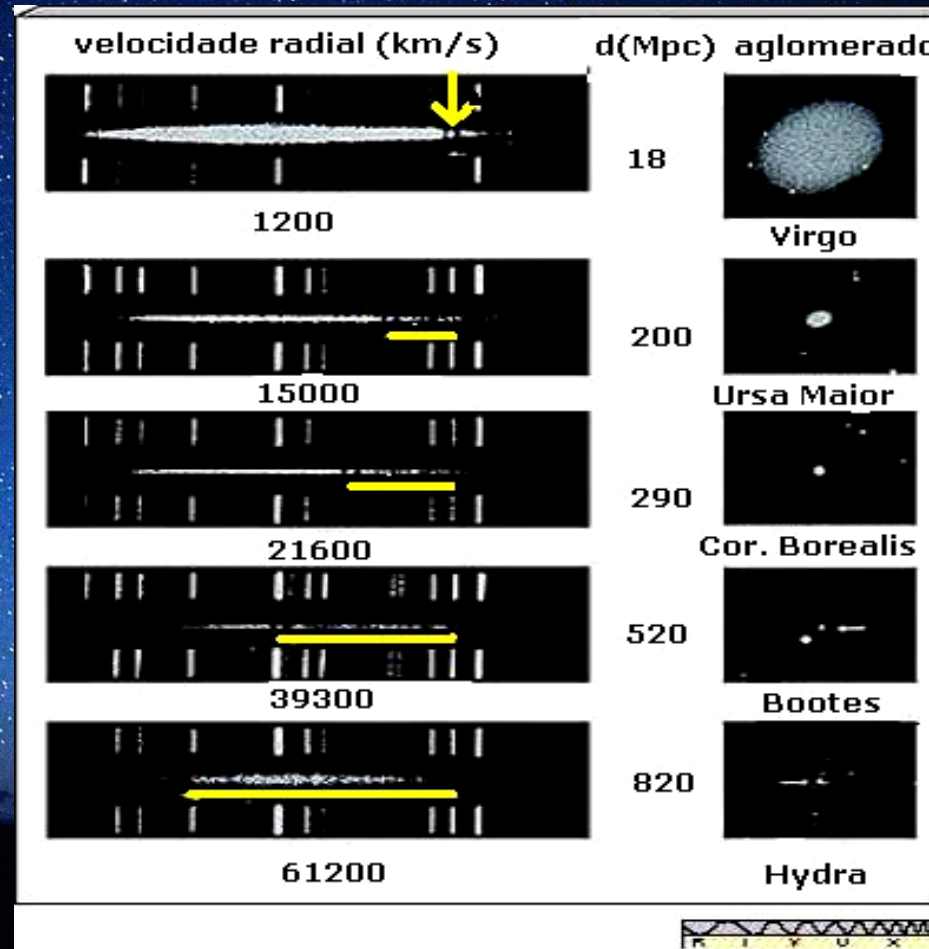 velocidade radial (km/s) d(Mpc) aglomerado
18
1200
Virgo
200
15000
Ursa Maior
290
21600
Cor. Borealis
520
39300
Bootes
820
61200
Hydra
R I V U X